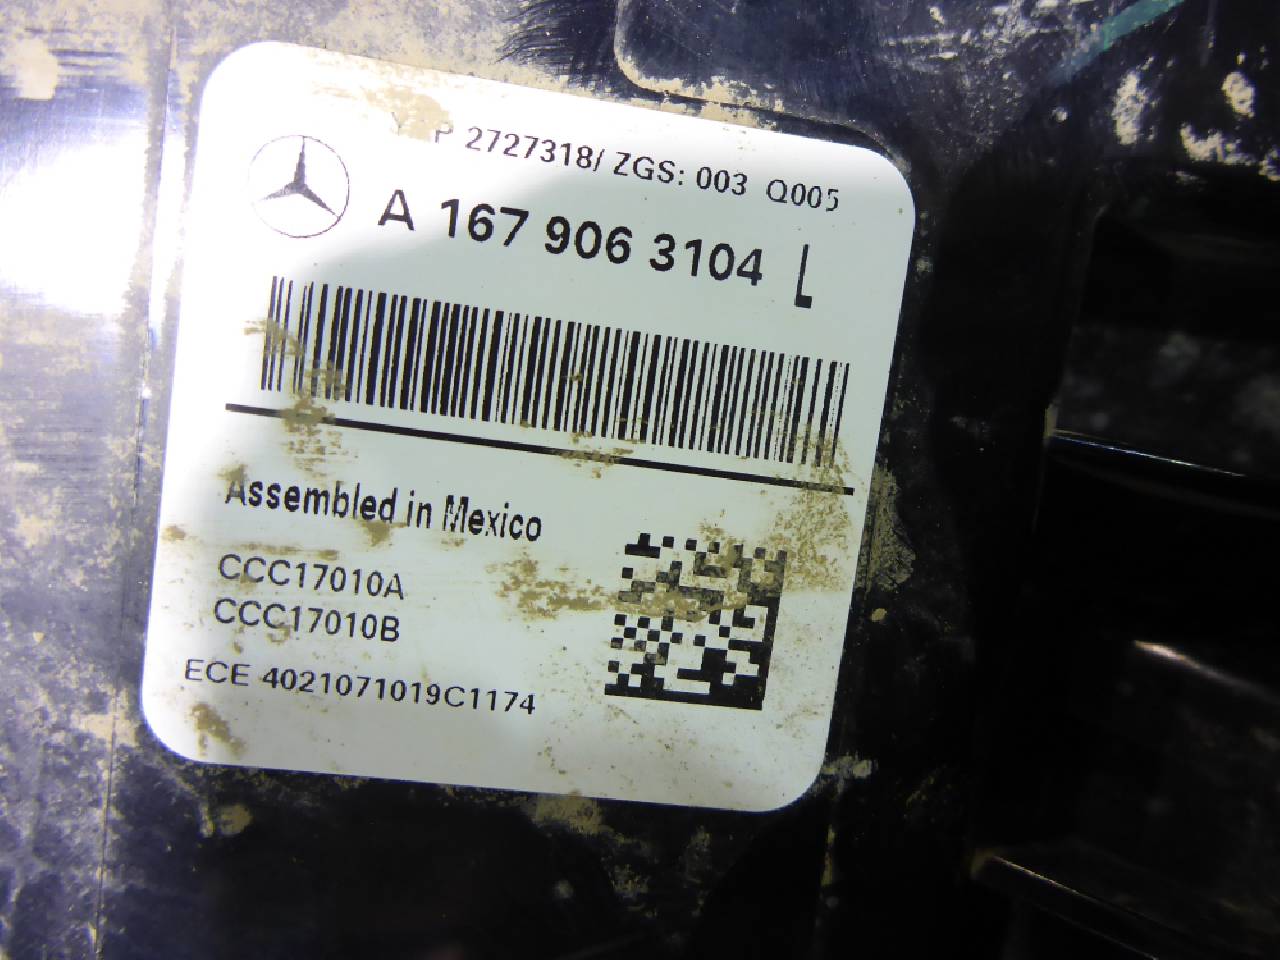 P 2727318/ ZGS: 003 Q005
A 167 906 3104 L
Assembled in Mexico
CCC17010A
CCC17010B
ECE 4021071019C1174